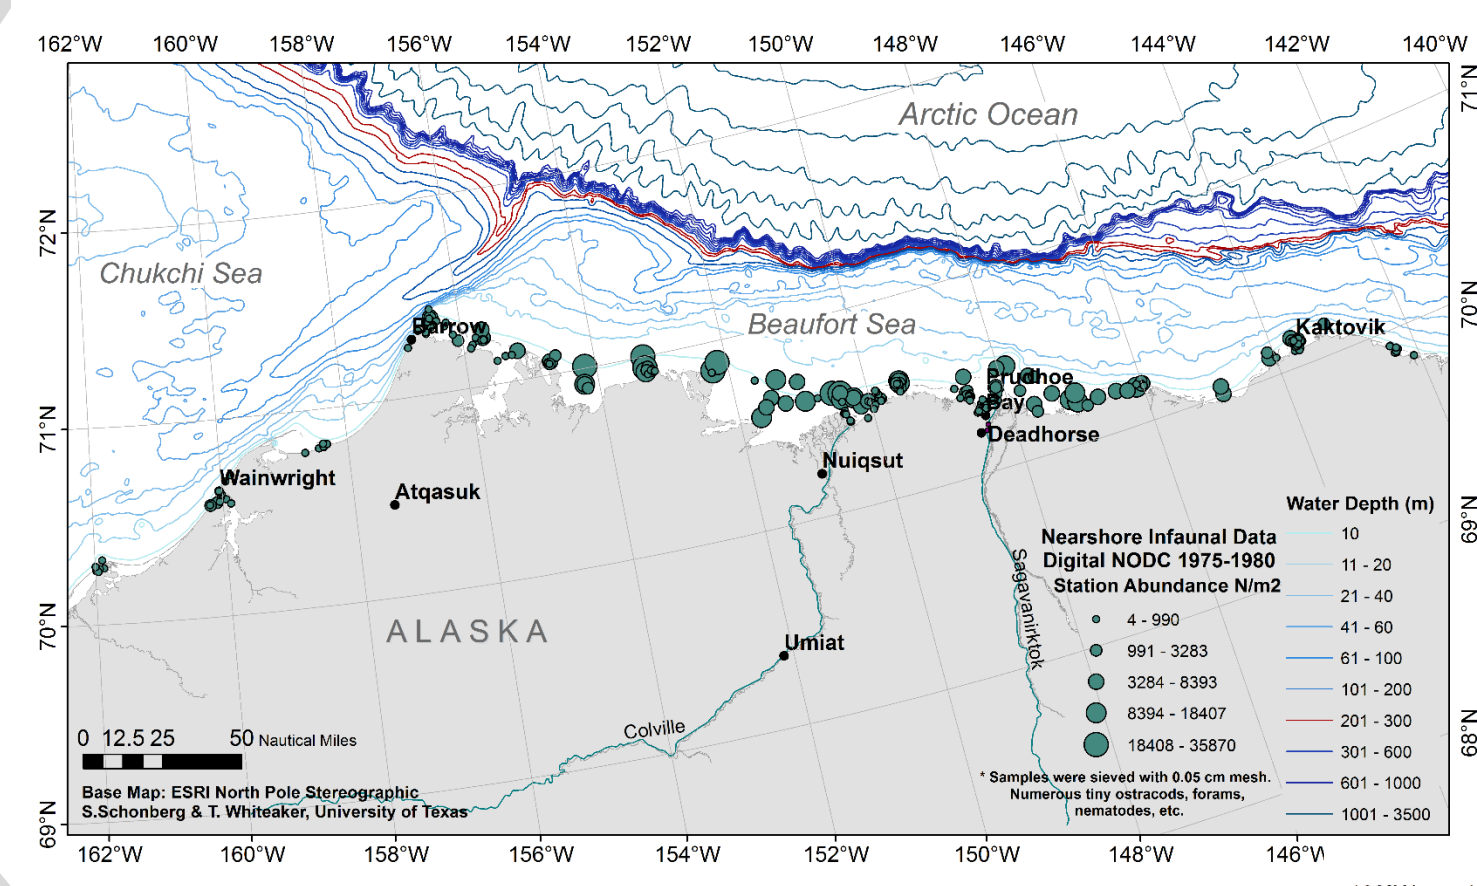 162°W 160°W 158°W 156°W 154°W 152°W 150°W 148°W 146°W 144°W 142°W 140°W
71°N
Arctic Ocean
72°N
Chukchi Sea
70°N
Beaufort Sea
Barrow
Kaktovik
Prudhoe
Bay
71°N
Deadhorse
Nuiqsut
Wainwright
Atqasuk
69°N
Water Depth (m)
10
11 - 20
21 - 40
41 - 60
61 - 100
101 - 200
201 - 300
301 - 600
601 - 1000
1001 - 3500
Nearshore Infaunal Data
Digital NODC 1975-1980
Station Abundance N/m2
4 - 990
991 - 3283
3284 - 8393
8394 - 18407
18408 - 35870
* Samples were sieved with 0.05 cm mesh.
Numerous tiny ostracods, forams,
nematodes, etc.
Sagavanirktok
70°N
ALASKA
Umiat
68°N
Colville
0 12.5 25 50 Nautical Miles
Base Map: ESRI North Pole Stereographic
S.Schonberg & T. Whiteaker, University of Texas
69°N
162°W 160°W 158°W 156°W 154°W 152°W 150°W 148°W 146°W